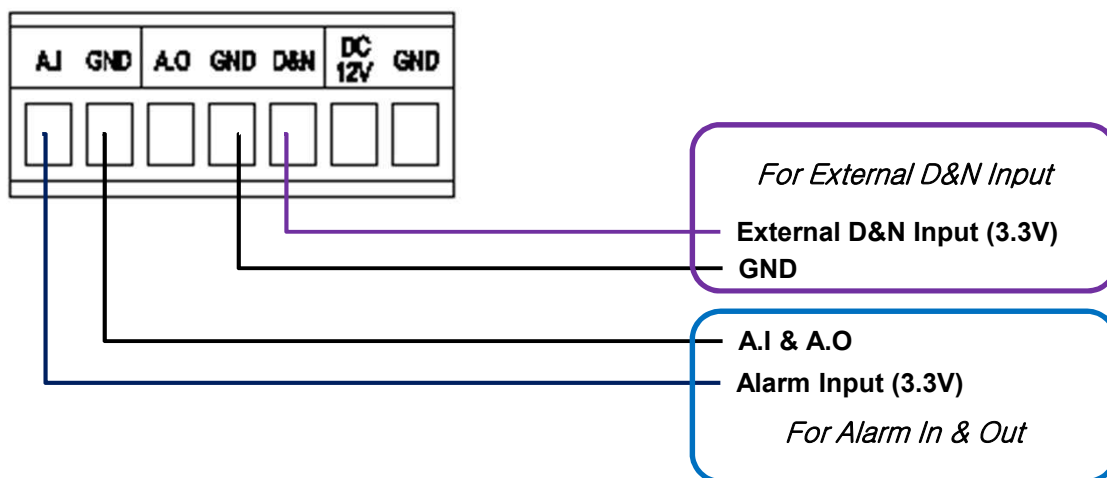 A.I GND A.O GND D&N DC 12V GND
For External D&N Input
External D&N Input (3.3V)
GND
A.I & A.O
Alarm Input (3.3V)
For Alarm In & Out